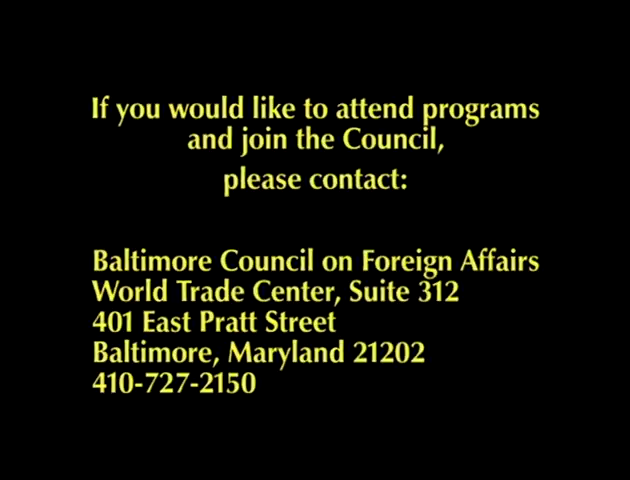 If you would like to attend programs
and join the Council,
please contact:
Baltimore Council on Foreign Affairs
World Trade Center, Suite 312
401 East Pratt Street
Baltimore, Maryland 21202
410-727-2150